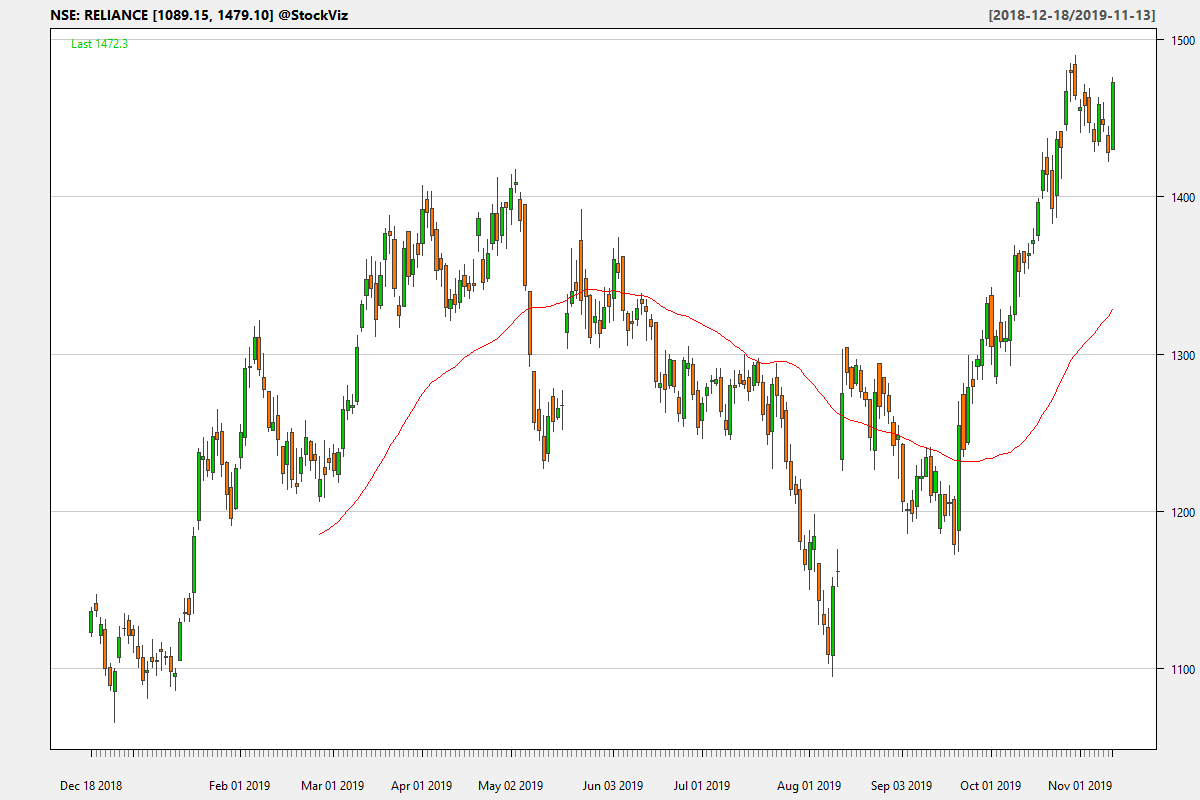 NSE: RELIANCE [1089.15, 1479.10] @StockViz
[2018-12-18/2019-11-13]
Last 1472.3
1500
1400
1300
1200
1100
Dec 18 2018 Feb 01 2019 Mar 01 2019 Apr 01 2019 May 02 2019 Jun 03 2019 Jul 01 2019 Aug 01 2019 Sep 03 2019 Oct 01 2019 Nov 01 2019